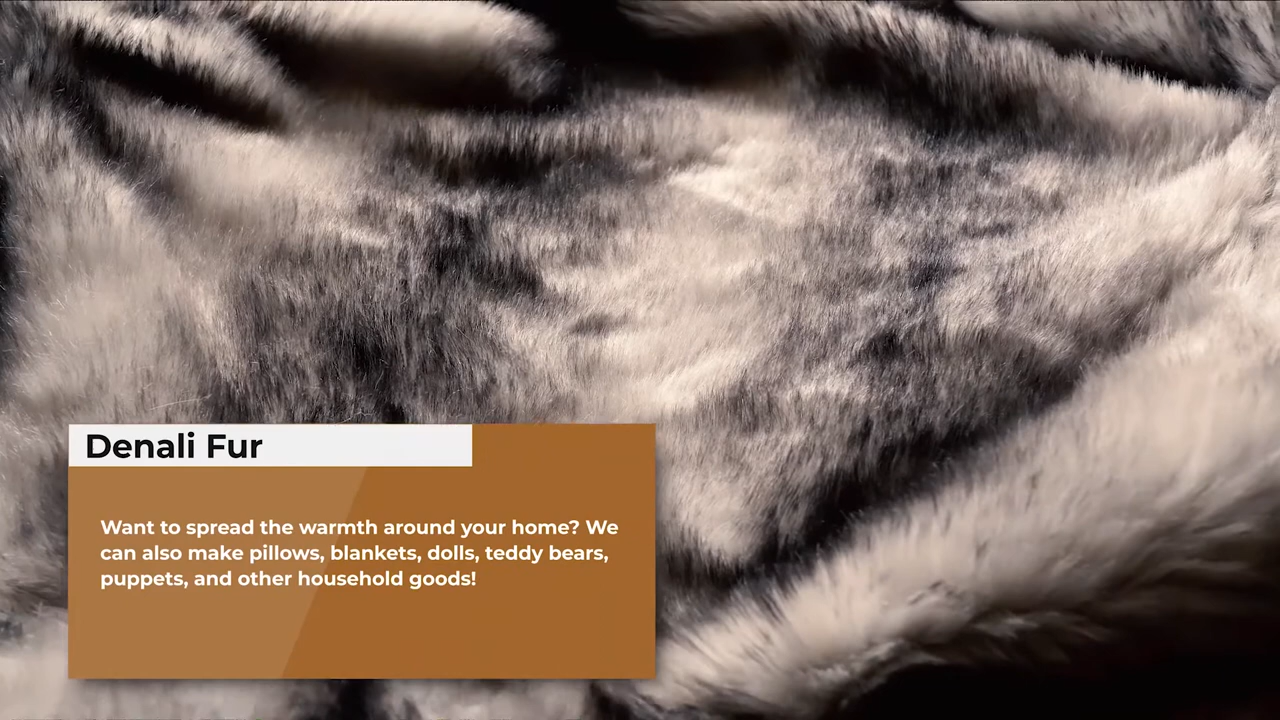 Denali Fur
Want to spread the warmth around your home? We
can also make pillows, blankets, dolls, teddy bears,
puppets, and other household goods!